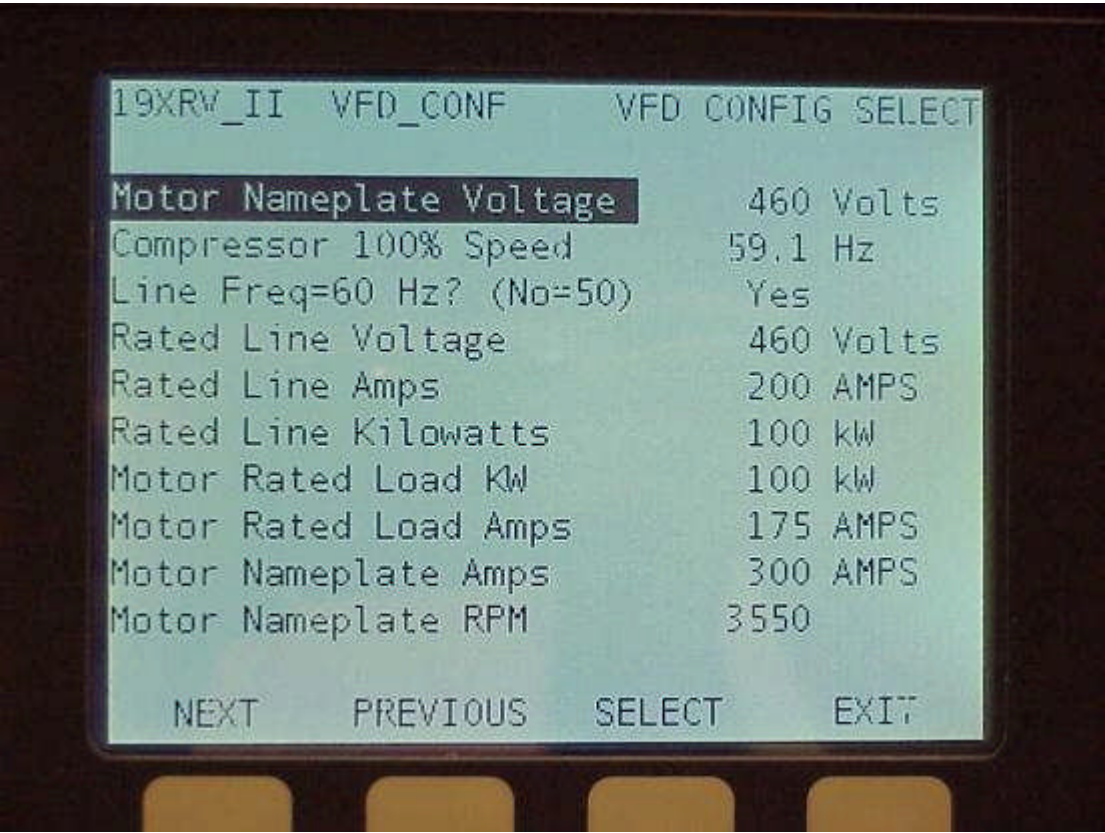 19XRV_II VFD_CONF VFD CONFIG SELECT
Motor Nameplate Voltage 460 Volts
Compressor 100% Speed 59.1 Hz
Line Freq=60 Hz? (No=50) Yes
Rated Line Voltage 460 Volts
Rated Line Amps 200 AMPS
Rated Line Kilowatts 100 kW
Motor Rated Load KW 100 kW
Motor Rated Load Amps 175 AMPS
Motor Nameplate Amps 300 AMPS
Motor Nameplate RPM 3550
NEXT PREVIOUS SELECT EXIT